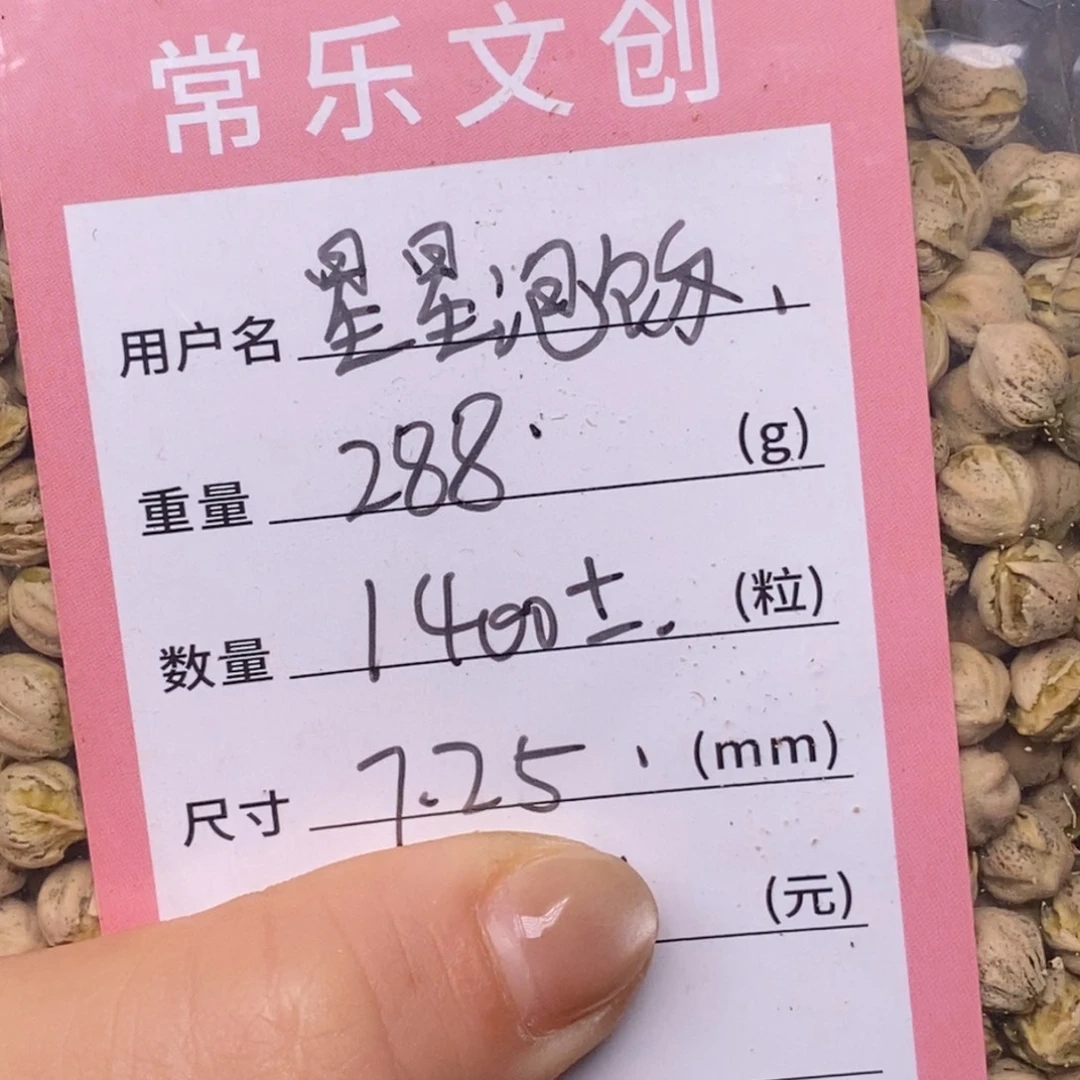 常乐文创
用户名 星星泡饭
重量 288 (g)
数量 1400± (粒)
尺寸 7.25 (mm)
(元)